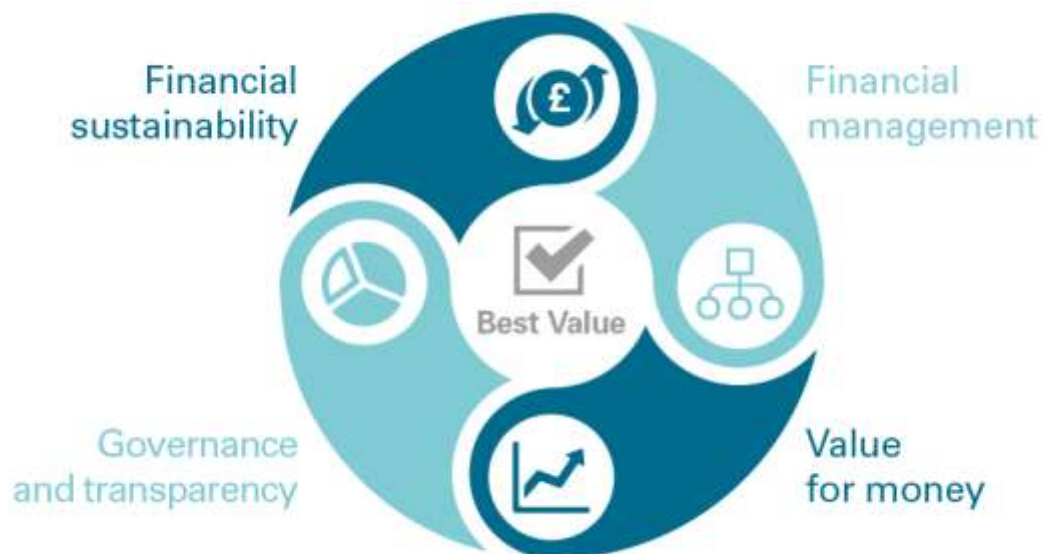 Financial
sustainability
Financial
management
£
Best Value
Governance
and transparency
Value
for money